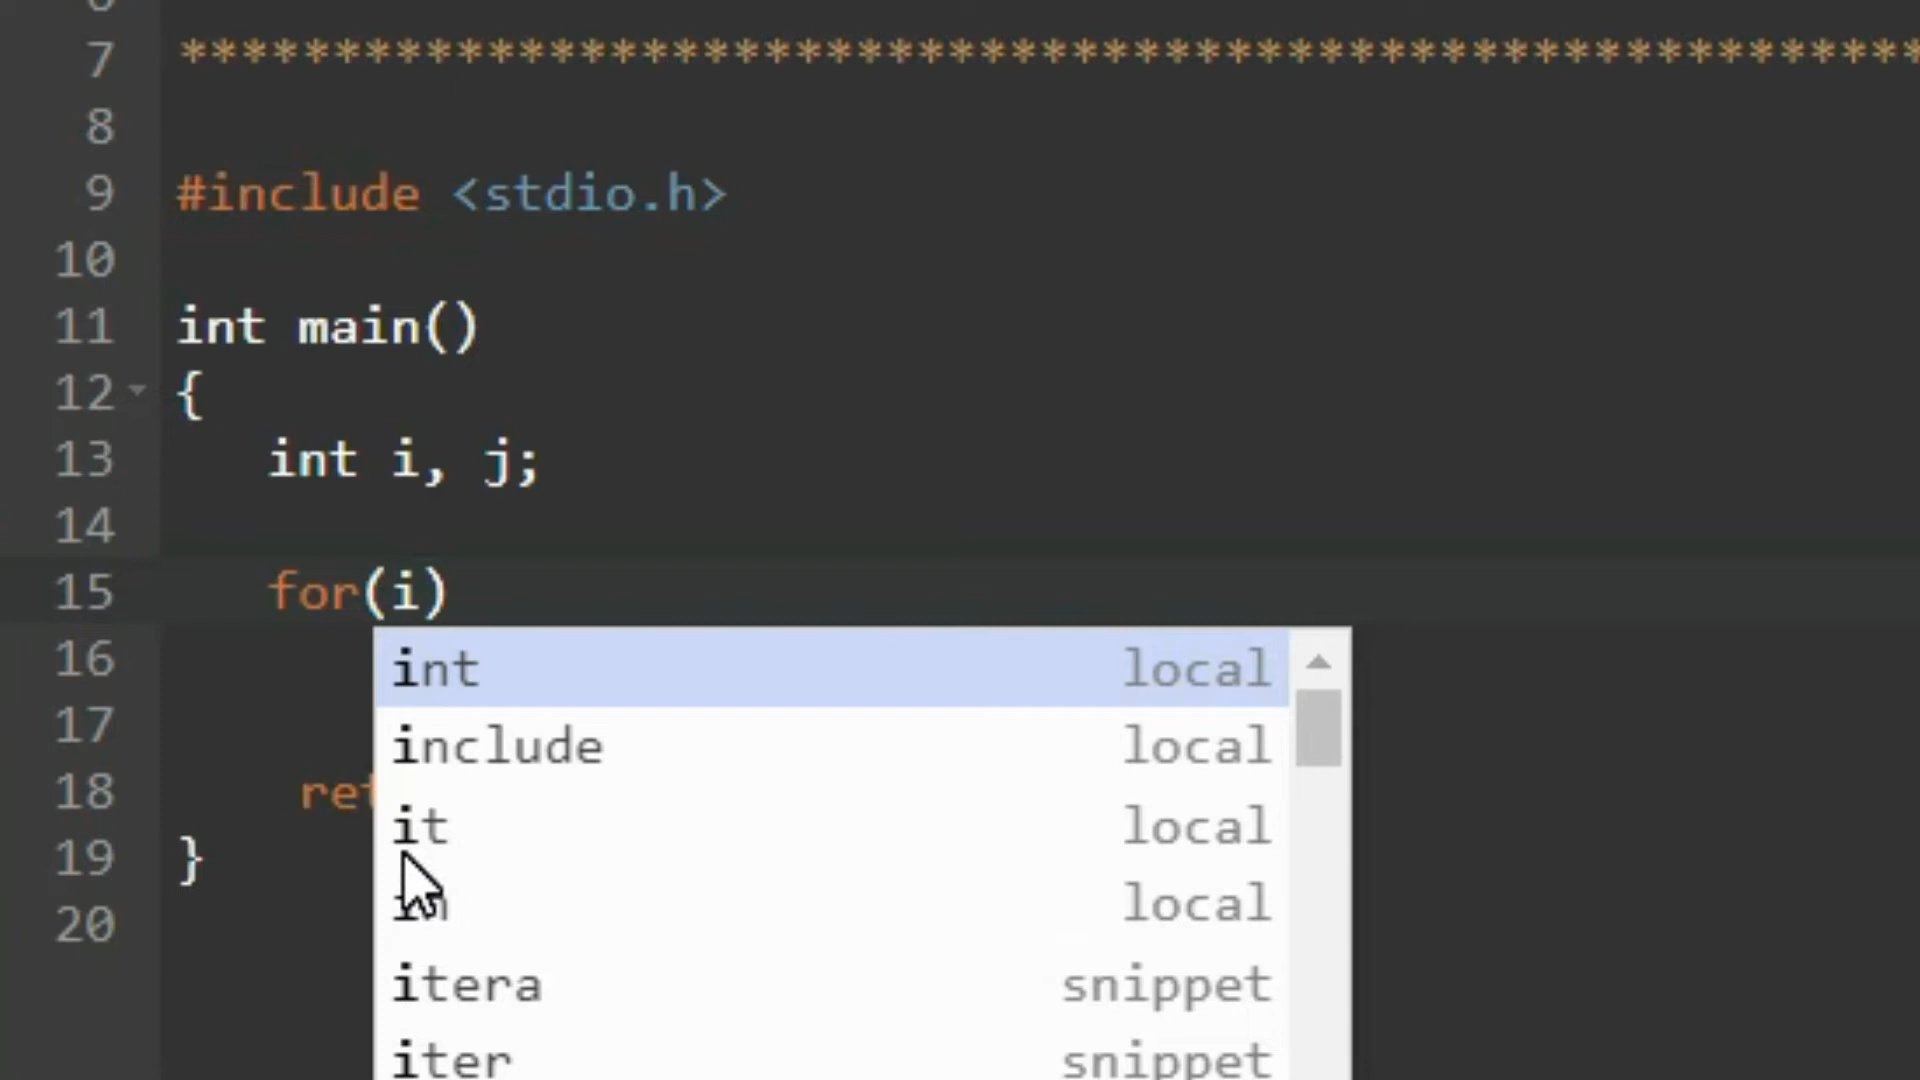 7 *********************************************************
8
9 #include <stdio.h>
10
11 int main()
12 {
13 int i, j;
14
15 for(i)
16
int local
17
include local
18 ret
it local
19 }
20
local
itera snippet
iter snippet